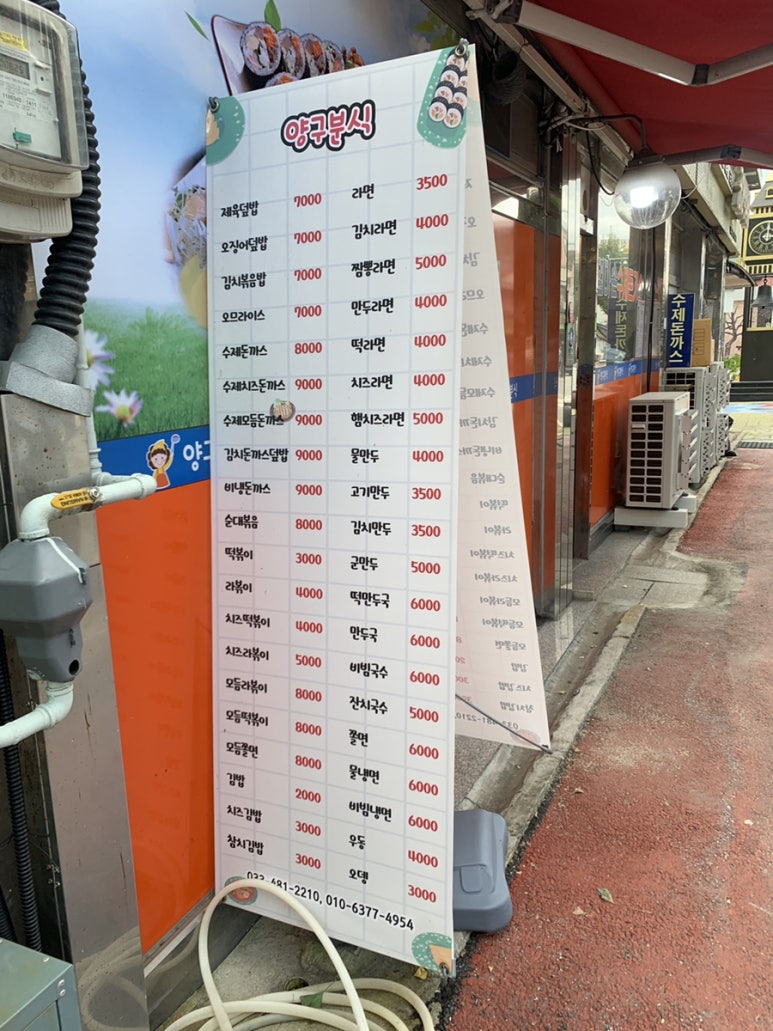 양구분식
제육덮밥 7000 라면 3500
오징어덮밥 7000 김치라면 4000
김치볶음밥 7000 짬뽕라면 5000
오므라이스 7000 만두라면 4000
수제돈까스 8000 떡라면 4000
수제치즈돈까스 9000 치즈라면 4000
수제모듬돈까스 9000 햄치즈라면 5000
김치돈까스덮밥 9000 물만두 4000
비냉돈까스 9000 고기만두 3500
순대볶음 8000 김치만두 3500
떡볶이 3000 군만두 5000
라볶이 4000 떡만두국 6000
치즈떡볶이 4000 만두국 6000
치즈라볶이 5000 비빔국수 6000
모듬라볶이 8000 잔치국수 5000
모듬떡볶이 8000 쫄면 6000
모듬쫄면 8000 물냉면 6000
김밥 2000 비빔냉면 6000
치즈김밥 3000 우동 4000
참치김밥 3000 오뎅 3000
033-481-2210, 010-6377-4954
양구
수제돈까스